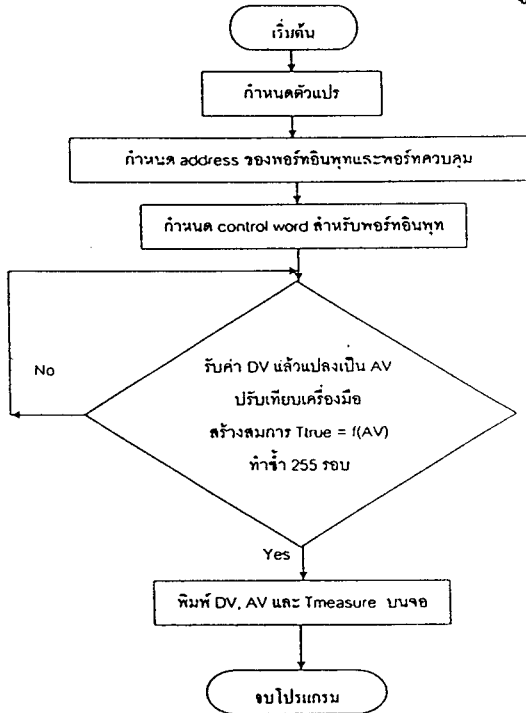 เริ่มต้น
กำหนดตัวแปร
กำหนด address ของพอร์ทอินพุทและพอร์ทควบคุม
กำหนด control word สำหรับพอร์ทอินพุท
No
รับค่า DV แล้วแปลงเป็น AV
ปรับเทียบเครื่องมือ
สร้างสมการ Ttrue = f(AV)
ทำซ้ำ 255 รอบ
Yes
พิมพ์ DV, AV และ Tmeasure บนจอ
จบโปรแกรม